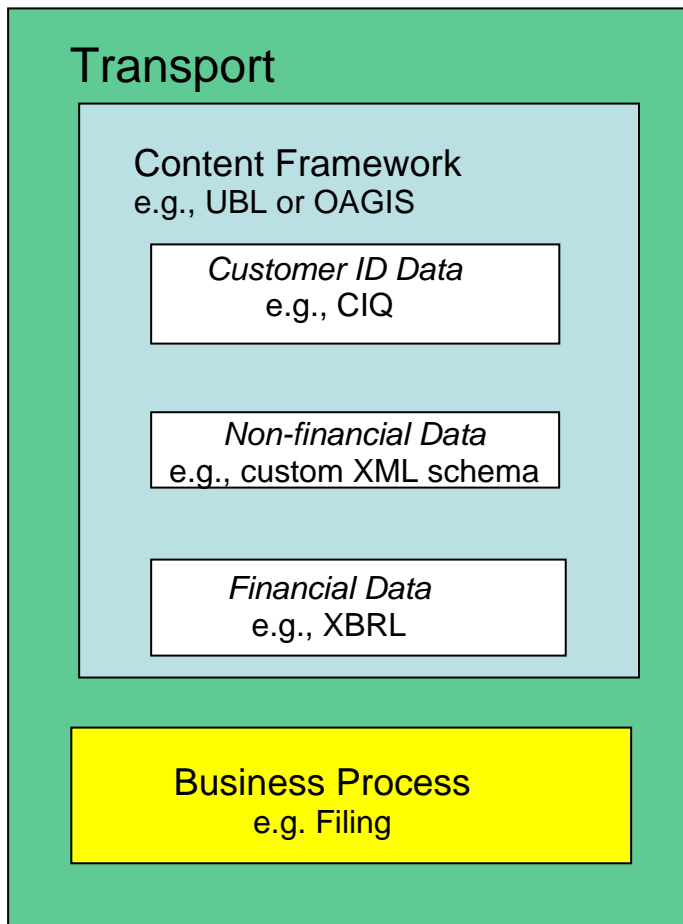 Transport
Content Framework
e.g., UBL or OAGIS
Customer ID Data
e.g., CIQ
Non-financial Data
e.g., custom XML schema
Financial Data
e.g., XBRL
Business Process
e.g. Filing